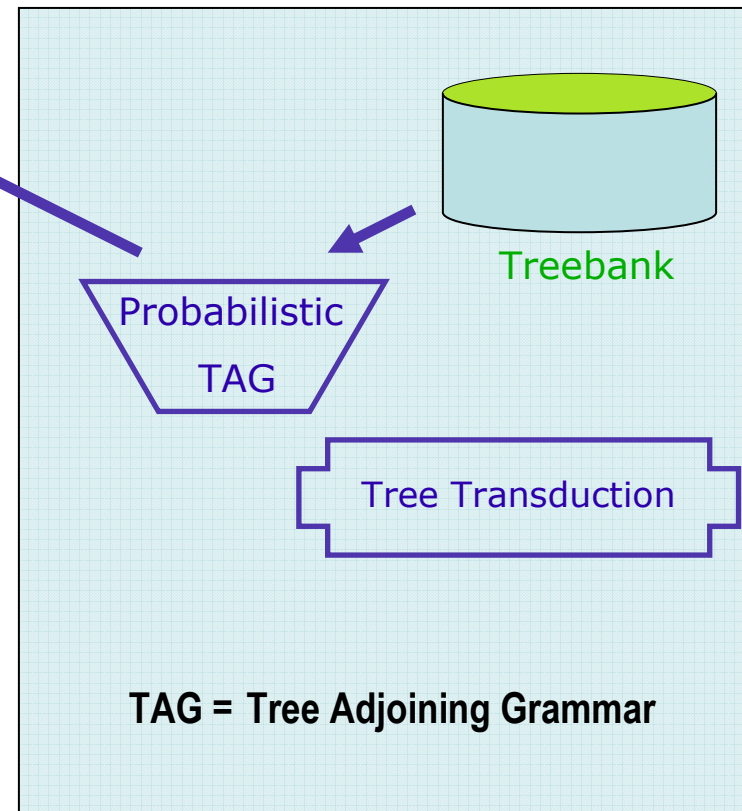 Treebank
Probabilistic
TAG
Tree Transduction
TAG = Tree Adjoining Grammar